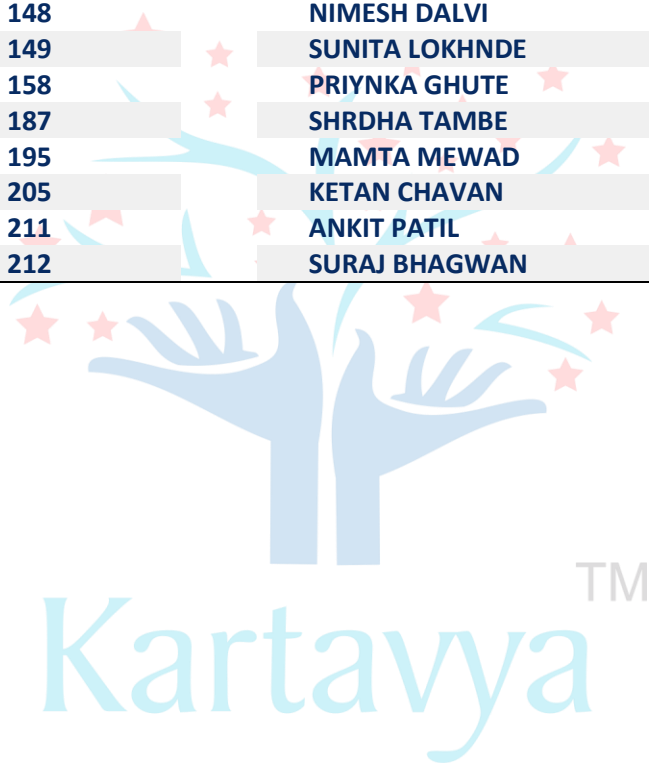 148 NIMESH DALVI
149 SUNITA LOKHNDE
158 PRIYNKA GHUTE
187 SHRDHA TAMBE
195 MAMTA MEWAD
205 KETAN CHAVAN
211 ANKIT PATIL
212 SURAJ BHAGWAN
TM
Kartavya